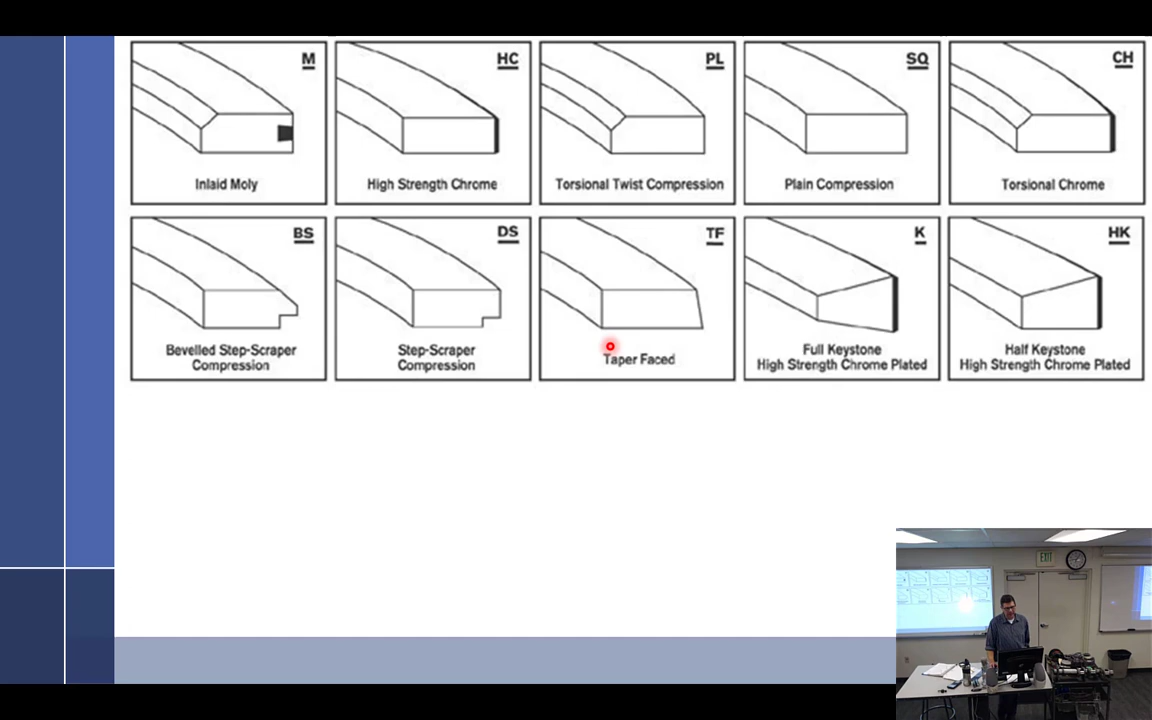 M
Inlaid Moly
HC
High Strength Chrome
PL
Torsional Twist Compression
SQ
Plain Compression
CH
Torsional Chrome
BS
Bevelled Step-Scraper
Compression
DS
Step-Scraper
Compression
TF
Taper Faced
K
Full Keystone
High Strength Chrome Plated
HK
Half Keystone
High Strength Chrome Plated
EXIT